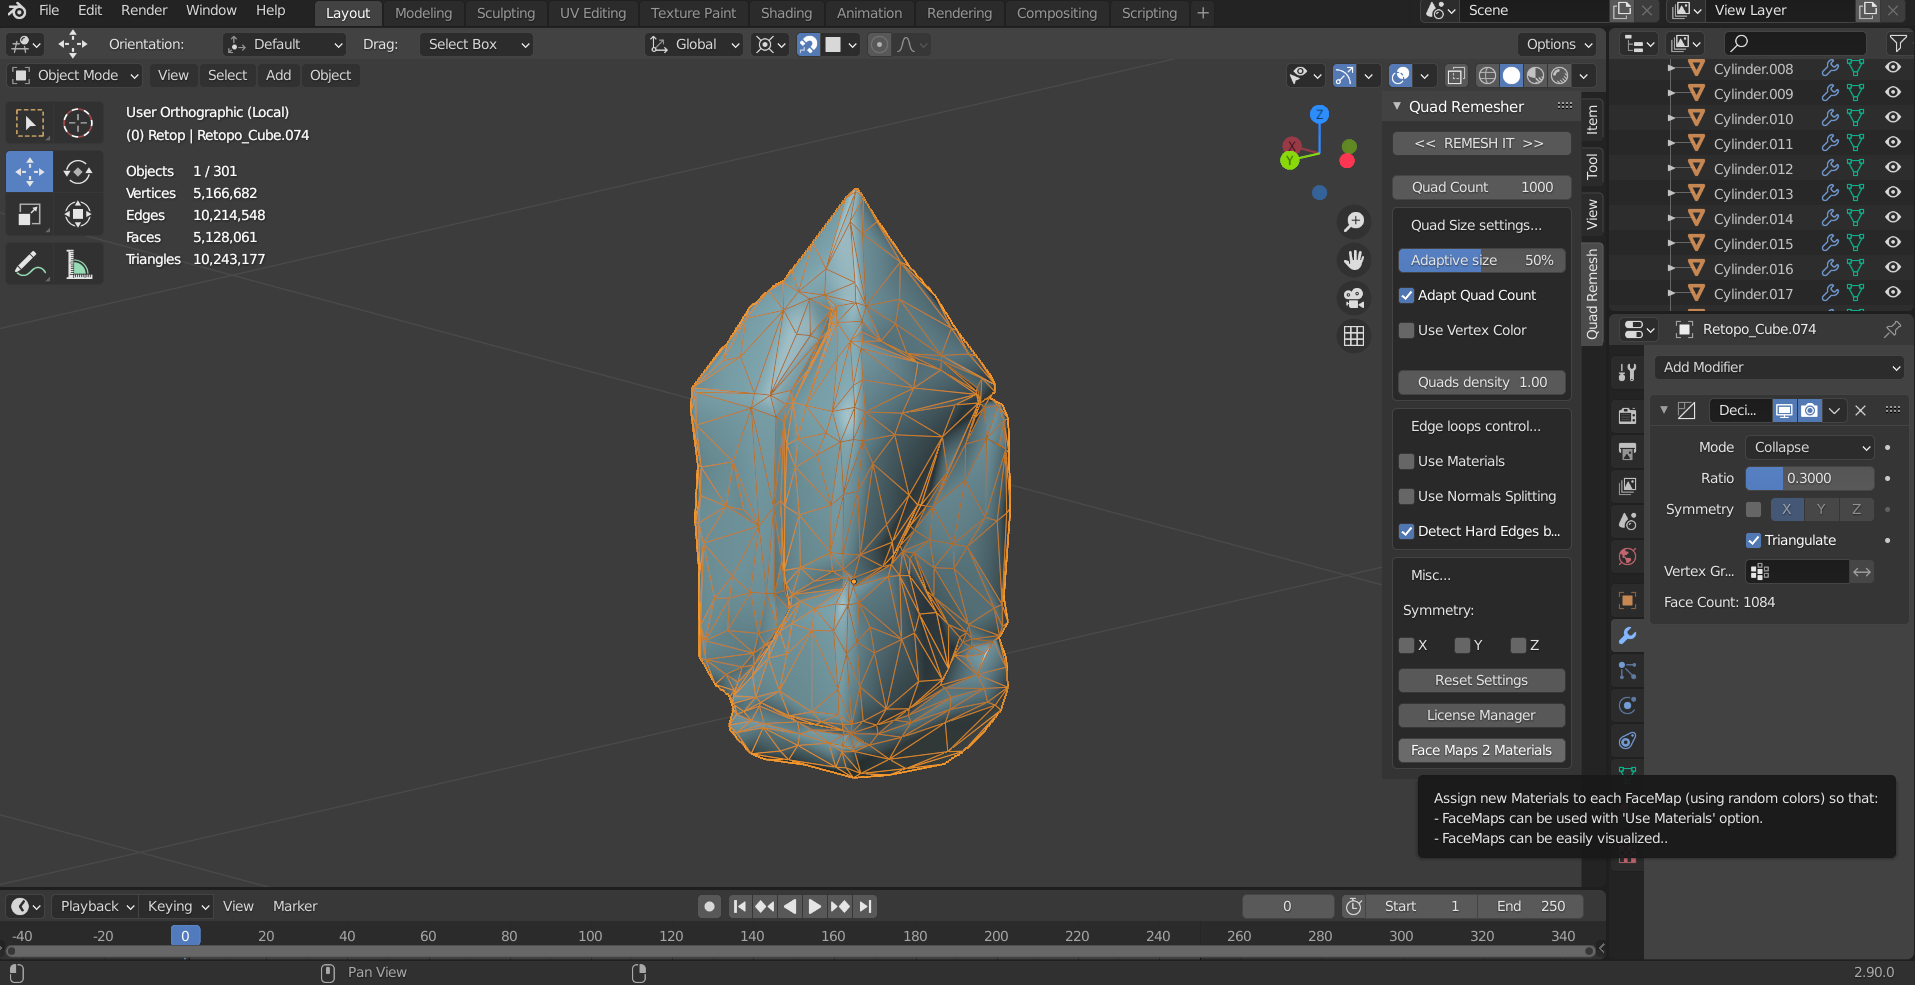 File Edit Render Window Help Layout Modeling Sculpting UV Editing Texture Paint Shading Animation Rendering Compositing Scripting + Scene View Layer
Orientation: Default Drag: Select Box Global Options
Object Mode View Select Add Object
User Orthographic (Local)
(0) Retop | Retopo_Cube.074
Objects 1 / 301
Vertices 5,166,682
Edges 10,214,548
Faces 5,128,061
Triangles 10,243,177
Z
X
Y
Quad Remesher
<< REMESH IT >>
Quad Count 1000
Quad Size settings...
Adaptive size 50%
Adapt Quad Count
Use Vertex Color
Quads density 1.00
Edge loops control...
Use Materials
Use Normals Splitting
Detect Hard Edges b...
Misc...
Symmetry:
X Y Z
Reset Settings
License Manager
Face Maps 2 Materials
Item
Tool
View
Quad Remesh
Cylinder.008
Cylinder.009
Cylinder.010
Cylinder.011
Cylinder.012
Cylinder.013
Cylinder.014
Cylinder.015
Cylinder.016
Cylinder.017
Retopo_Cube.074
Add Modifier
Deci...
Mode Collapse
Ratio 0.3000
Symmetry X Y Z
Triangulate
Vertex Gr...
Face Count: 1084
Assign new Materials to each FaceMap (using random colors) so that:
- FaceMaps can be used with 'Use Materials' option.
- FaceMaps can be easily visualized..
Playback Keying View Marker 0 Start 1 End 250
-40 -20 0 20 40 60 80 100 120 140 160 180 200 220 240 260 280 300 320 340
Pan View 2.90.0